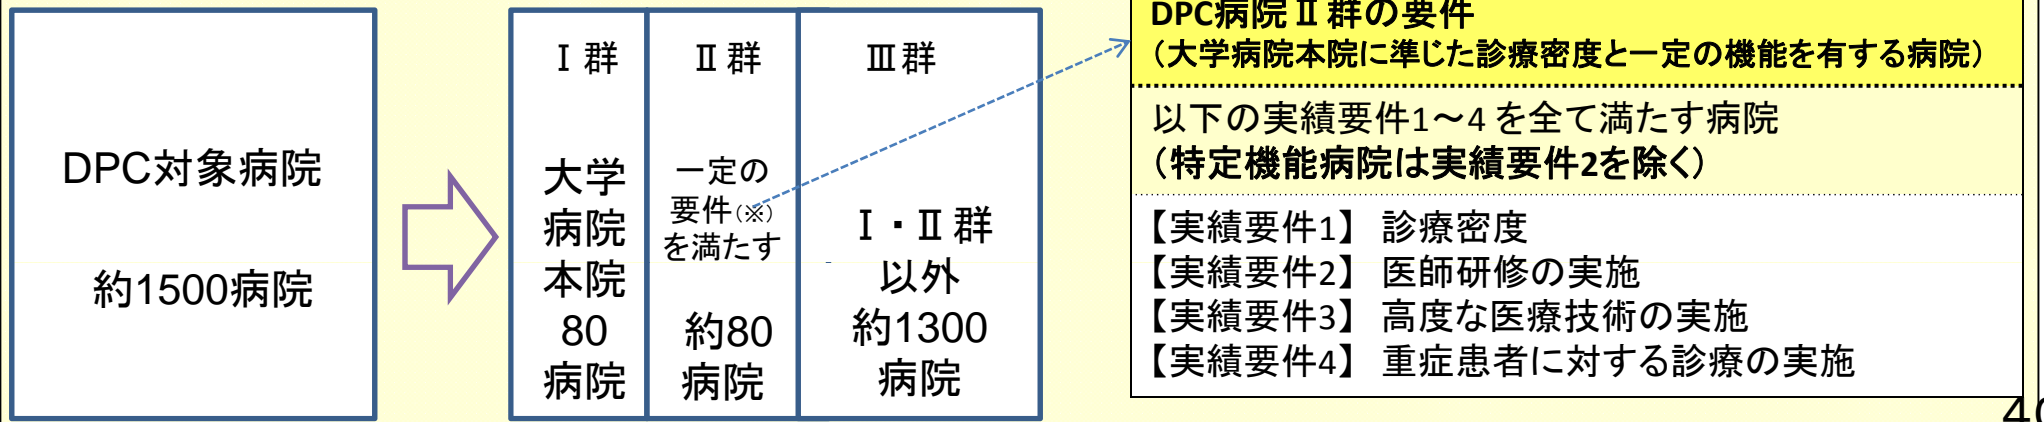 DPC対象病院
約1500病院
Ⅰ群
大学
病院
本院
80
病院
Ⅱ群
一定の
要件(※)
を満たす
約80
病院
Ⅲ群
Ⅰ・Ⅱ群
以外
約1300
病院
DPC病院Ⅱ群の要件
(大学病院本院に準じた診療密度と一定の機能を有する病院)
以下の実績要件1~4を全て満たす病院
(特定機能病院は実績要件2を除く)
【実績要件1】 診療密度
【実績要件2】 医師研修の実施
【実績要件3】 高度な医療技術の実施
【実績要件4】 重症患者に対する診療の実施